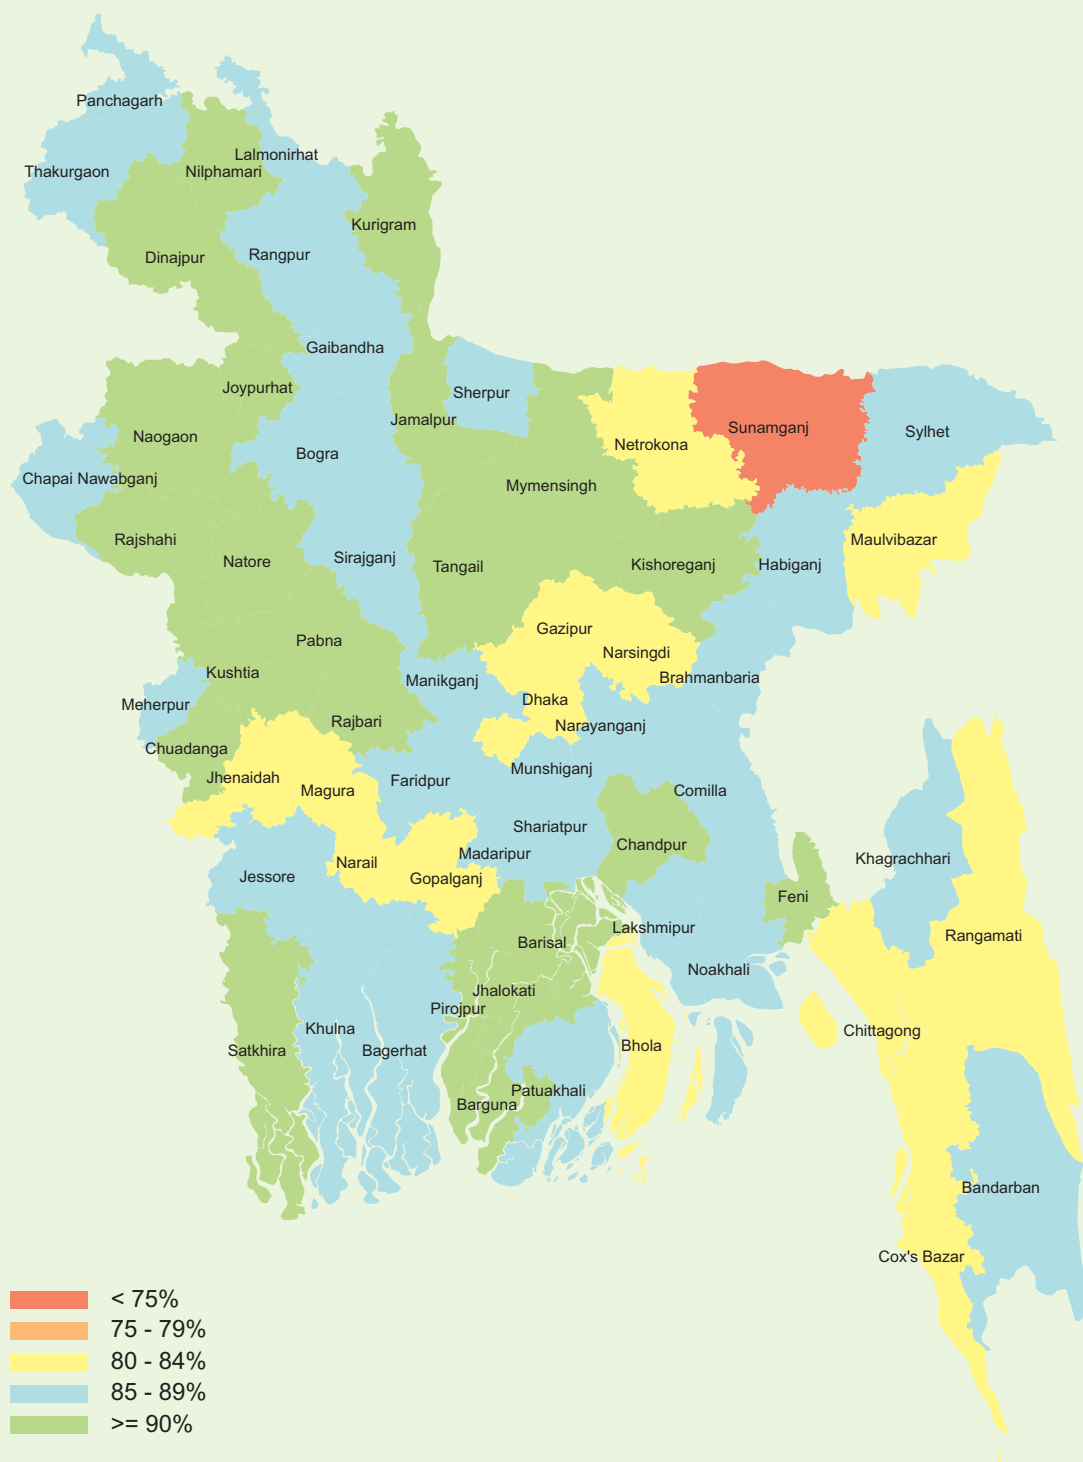 Panchagarh
Lalmonirhat
Thakurgaon
Nilphamari
Kurigram
Rangpur
Dinajpur
Gaibandha
Joypurhat
Sherpur
Jamalpur
Sunamganj
Sylhet
Naogaon
Netrokona
Bogra
Chapai Nawabganj
Mymensingh
Rajshahi
Maulvibazar
Natore
Sirajganj
Tangail
Kishoreganj
Habiganj
Gazipur
Pabna
Narsingdi
Kushtia
Manikganj
Brahmanbaria
Meherpur
Dhaka
Rajbari
Narayanganj
Chuadanga
Jhenaidah
Munshiganj
Faridpur
Magura
Comilla
Shariatpur
Chandpur
Madaripur
Khagrachhari
Narail
Jessore
Gopalganj
Feni
Lakshmipur
Rangamati
Barisal
Noakhali
Jhalokati
Pirojpur
Khulna
Chittagong
Bhola
Satkhira
Bagerhat
Patuakhali
Barguna
Bandarban
Cox's Bazar
< 75%
75 - 79%
80 - 84%
85 - 89%
>= 90%